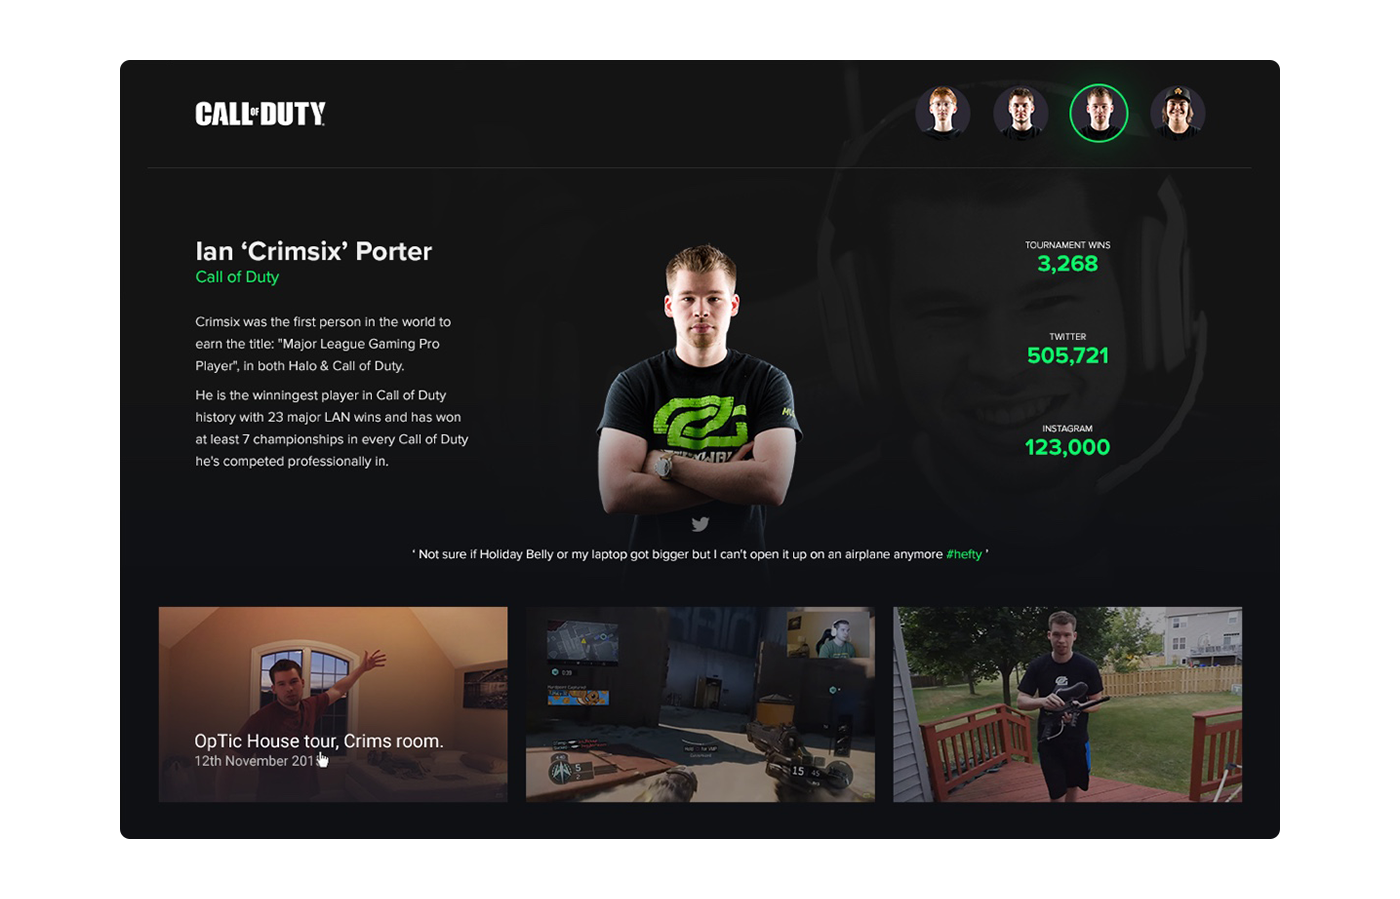 CALL OF DUTY
Ian ‘Crimsix’ Porter
Call of Duty
Crimsix was the first person in the world to
earn the title: "Major League Gaming Pro
Player", in both Halo & Call of Duty.
He is the winningest player in Call of Duty
history with 23 major LAN wins and has won
at least 7 championships in every Call of Duty
he's competed professionally in.
TOURNAMENT WINS
3,268
TWITTER
505,721
INSTAGRAM
123,000
‘ Not sure if Holiday Belly or my laptop got bigger but I can't open it up on an airplane anymore #hefty ’
OpTic House tour, Crims room.
12th November
15
45
5
2